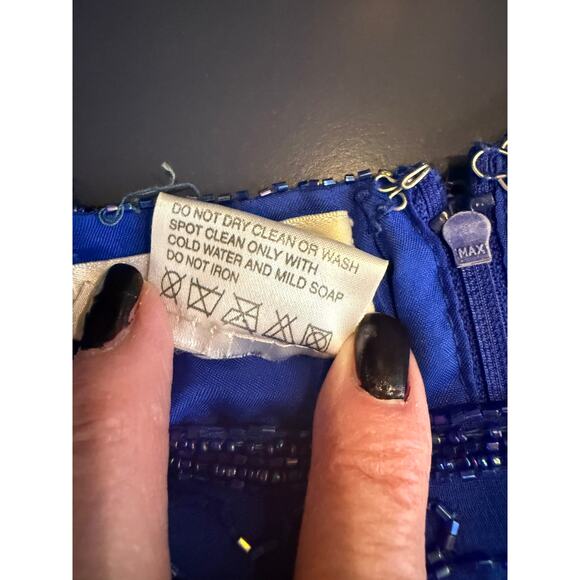 DO NOT DRY CLEAN OR WASH
SPOT CLEAN ONLY WITH
COLD WATER AND MILD SOAP
DO NOT IRON
MAX